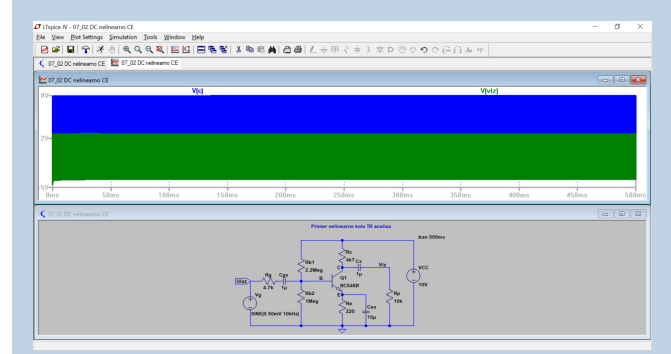 LTspice IV - 07_02 DC nelinearno CE
File View Plot Settings Simulation Tools Window Help
07_02 DC nelinearno CE 07_02 DC nelinearno CE
07_02 DC nelinearno CE
V(c) V(viz)
8V
2V
-5V
0ms 50ms 100ms 150ms 200ms 250ms 300ms 350ms 400ms 450ms 500ms
07_02 DC nelinearno CE
Primer nelinearno kolo TR analiza
.tran 500ms
Rc
4k7
Cs
1µ
Rb1
2.2Meg
C
Viz
VCC
10V
Vulaz
Rg
4.7k
Cgs
1µ
B
Q1
BC546B
Vg
SINE(0 50mV 10kHz)
Rb2
1Meg
E
Re
220
Ces
10µ
Rp
10k